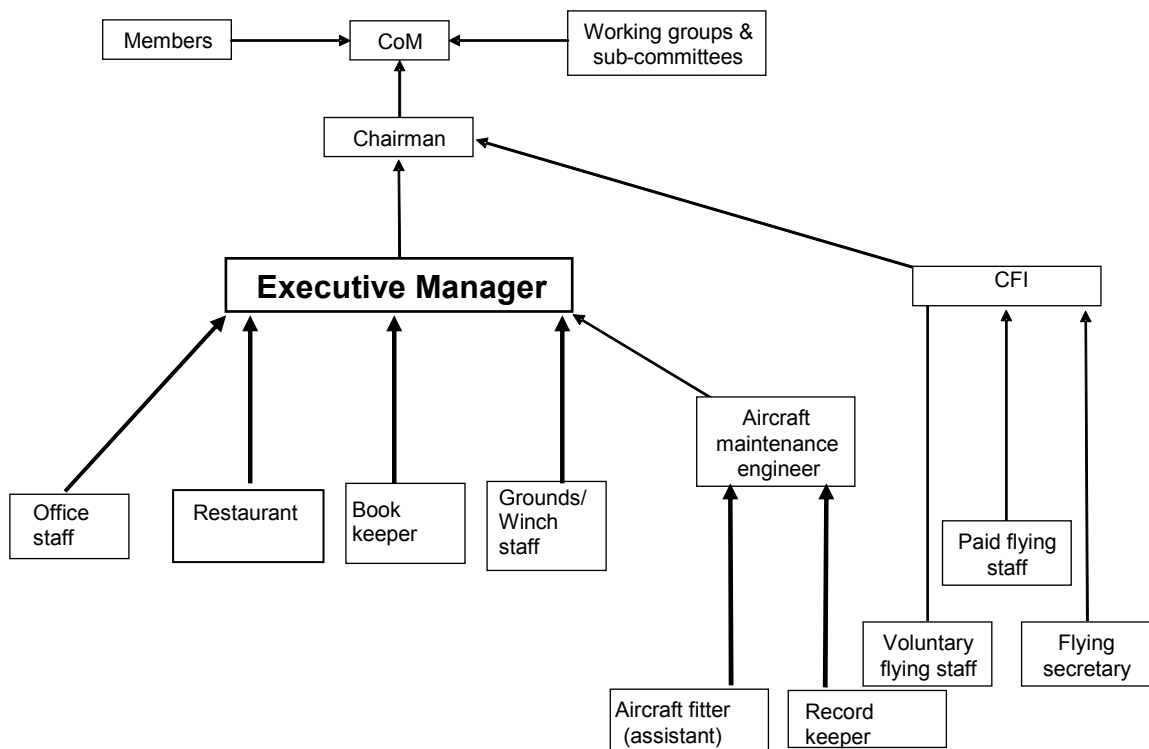 Members
CoM
Working groups &
sub-committees
Chairman
Executive Manager
CFI
Aircraft
maintenance
engineer
Office
staff
Restaurant
Book
keeper
Grounds/
Winch
staff
Paid flying
staff
Voluntary
flying staff
Flying
secretary
Aircraft fitter
(assistant)
Record
keeper